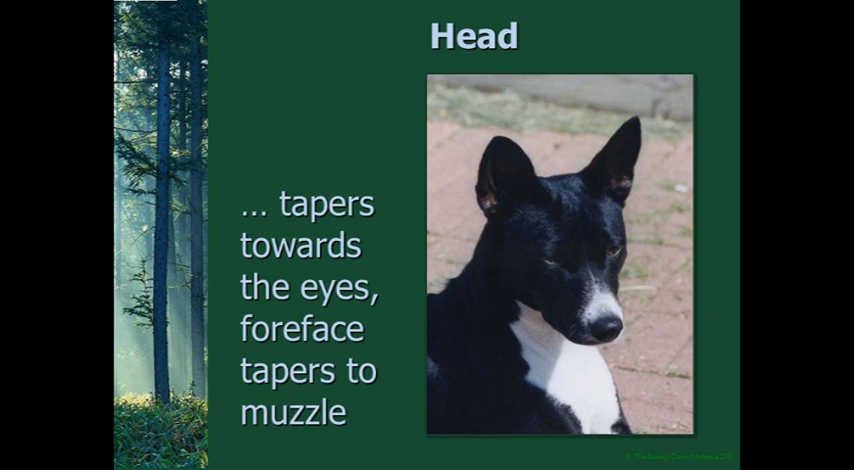 Head
... tapers
towards
the eyes,
foreface
tapers to
muzzle